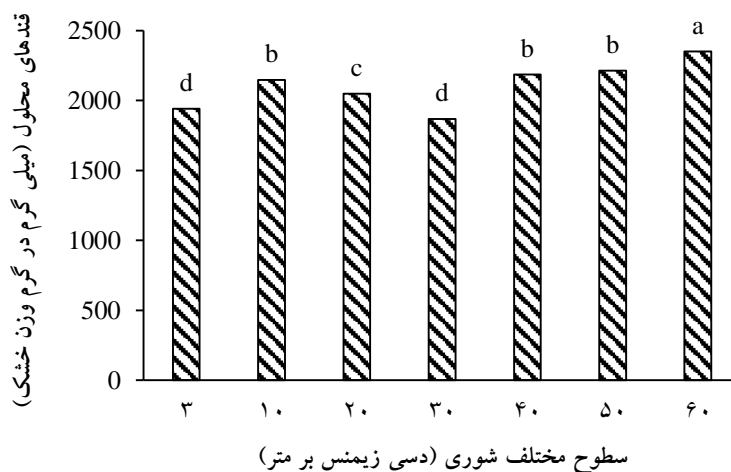 قندهای محلول (میلی گرم در گرم وزن خشک)
2500
2000
1500
1000
500
0
d
b
c
d
b
b
a
۳ ۱۰ ۲۰ ۳۰ ۴۰ ۵۰ ۶۰
سطوح مختلف شوری (دسی زیمنس بر متر)